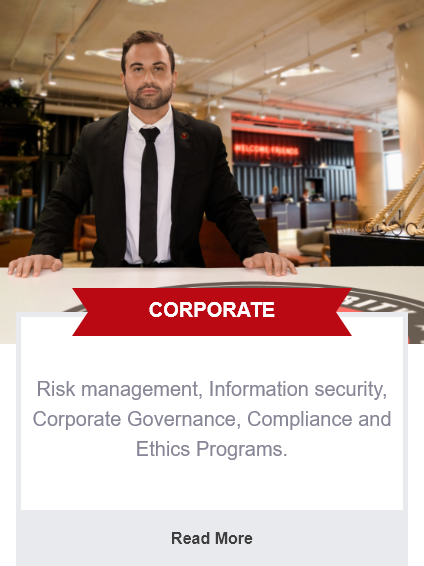 WELCOME FRIENDS
CORPORATE
Risk management, Information security,
Corporate Governance, Compliance and
Ethics Programs.
Read More